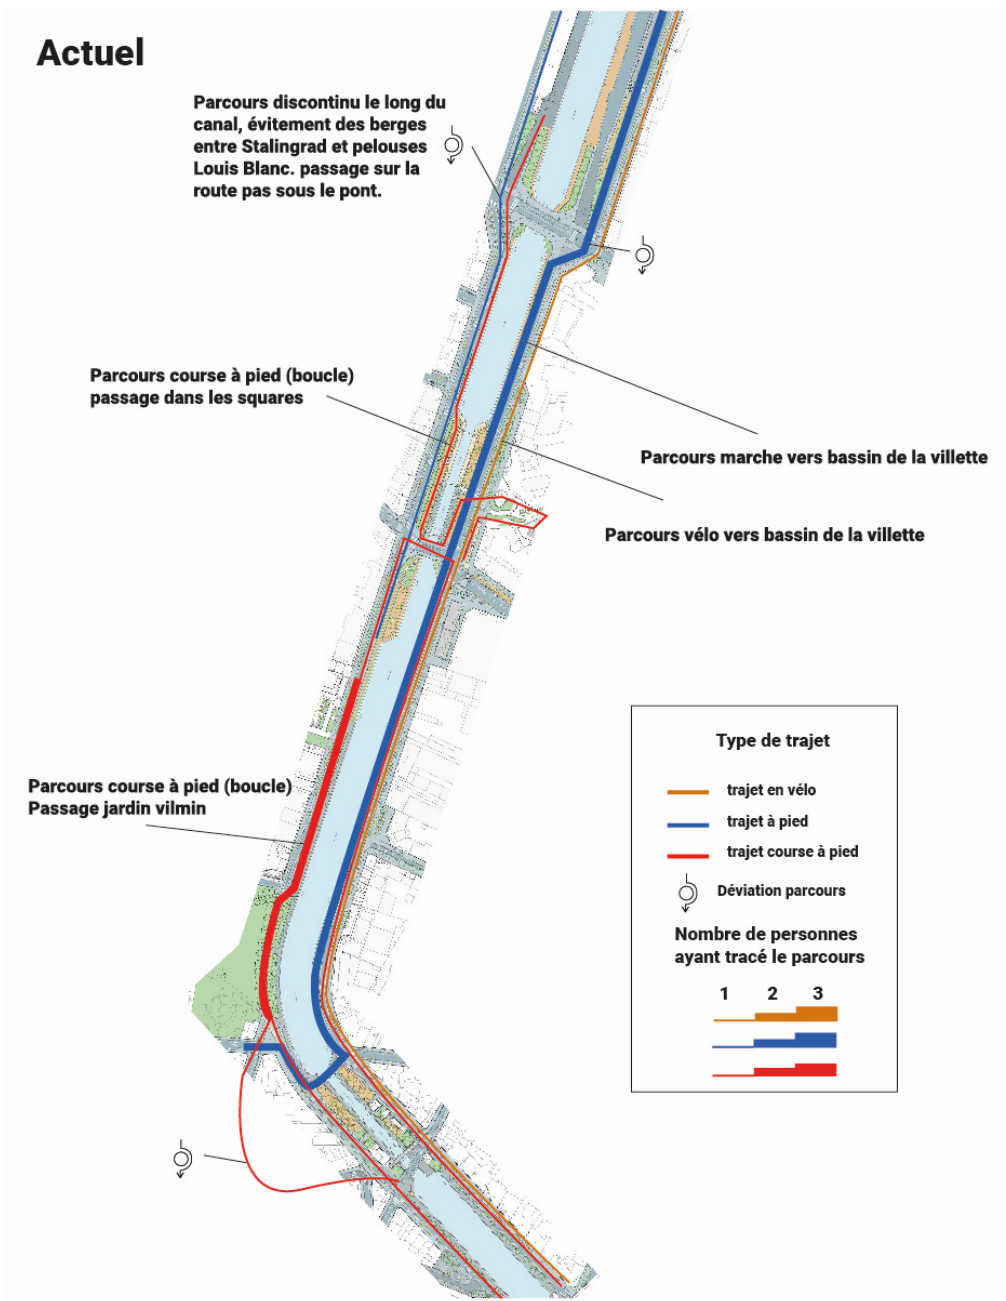 Actuel
Parcours discontinu le long du
canal, évitement des berges
entre Stalingrad et pelouses
Louis Blanc. passage sur la
route pas sous le pont.
Parcours course à pied (boucle)
passage dans les squares
Parcours marche vers bassin de la villette
Parcours vélo vers bassin de la villette
Parcours course à pied (boucle)
Passage jardin vilmin
Type de trajet
trajet en vélo
trajet à pied
trajet course à pied
Déviation parcours
Nombre de personnes
ayant tracé le parcours
1 2 3